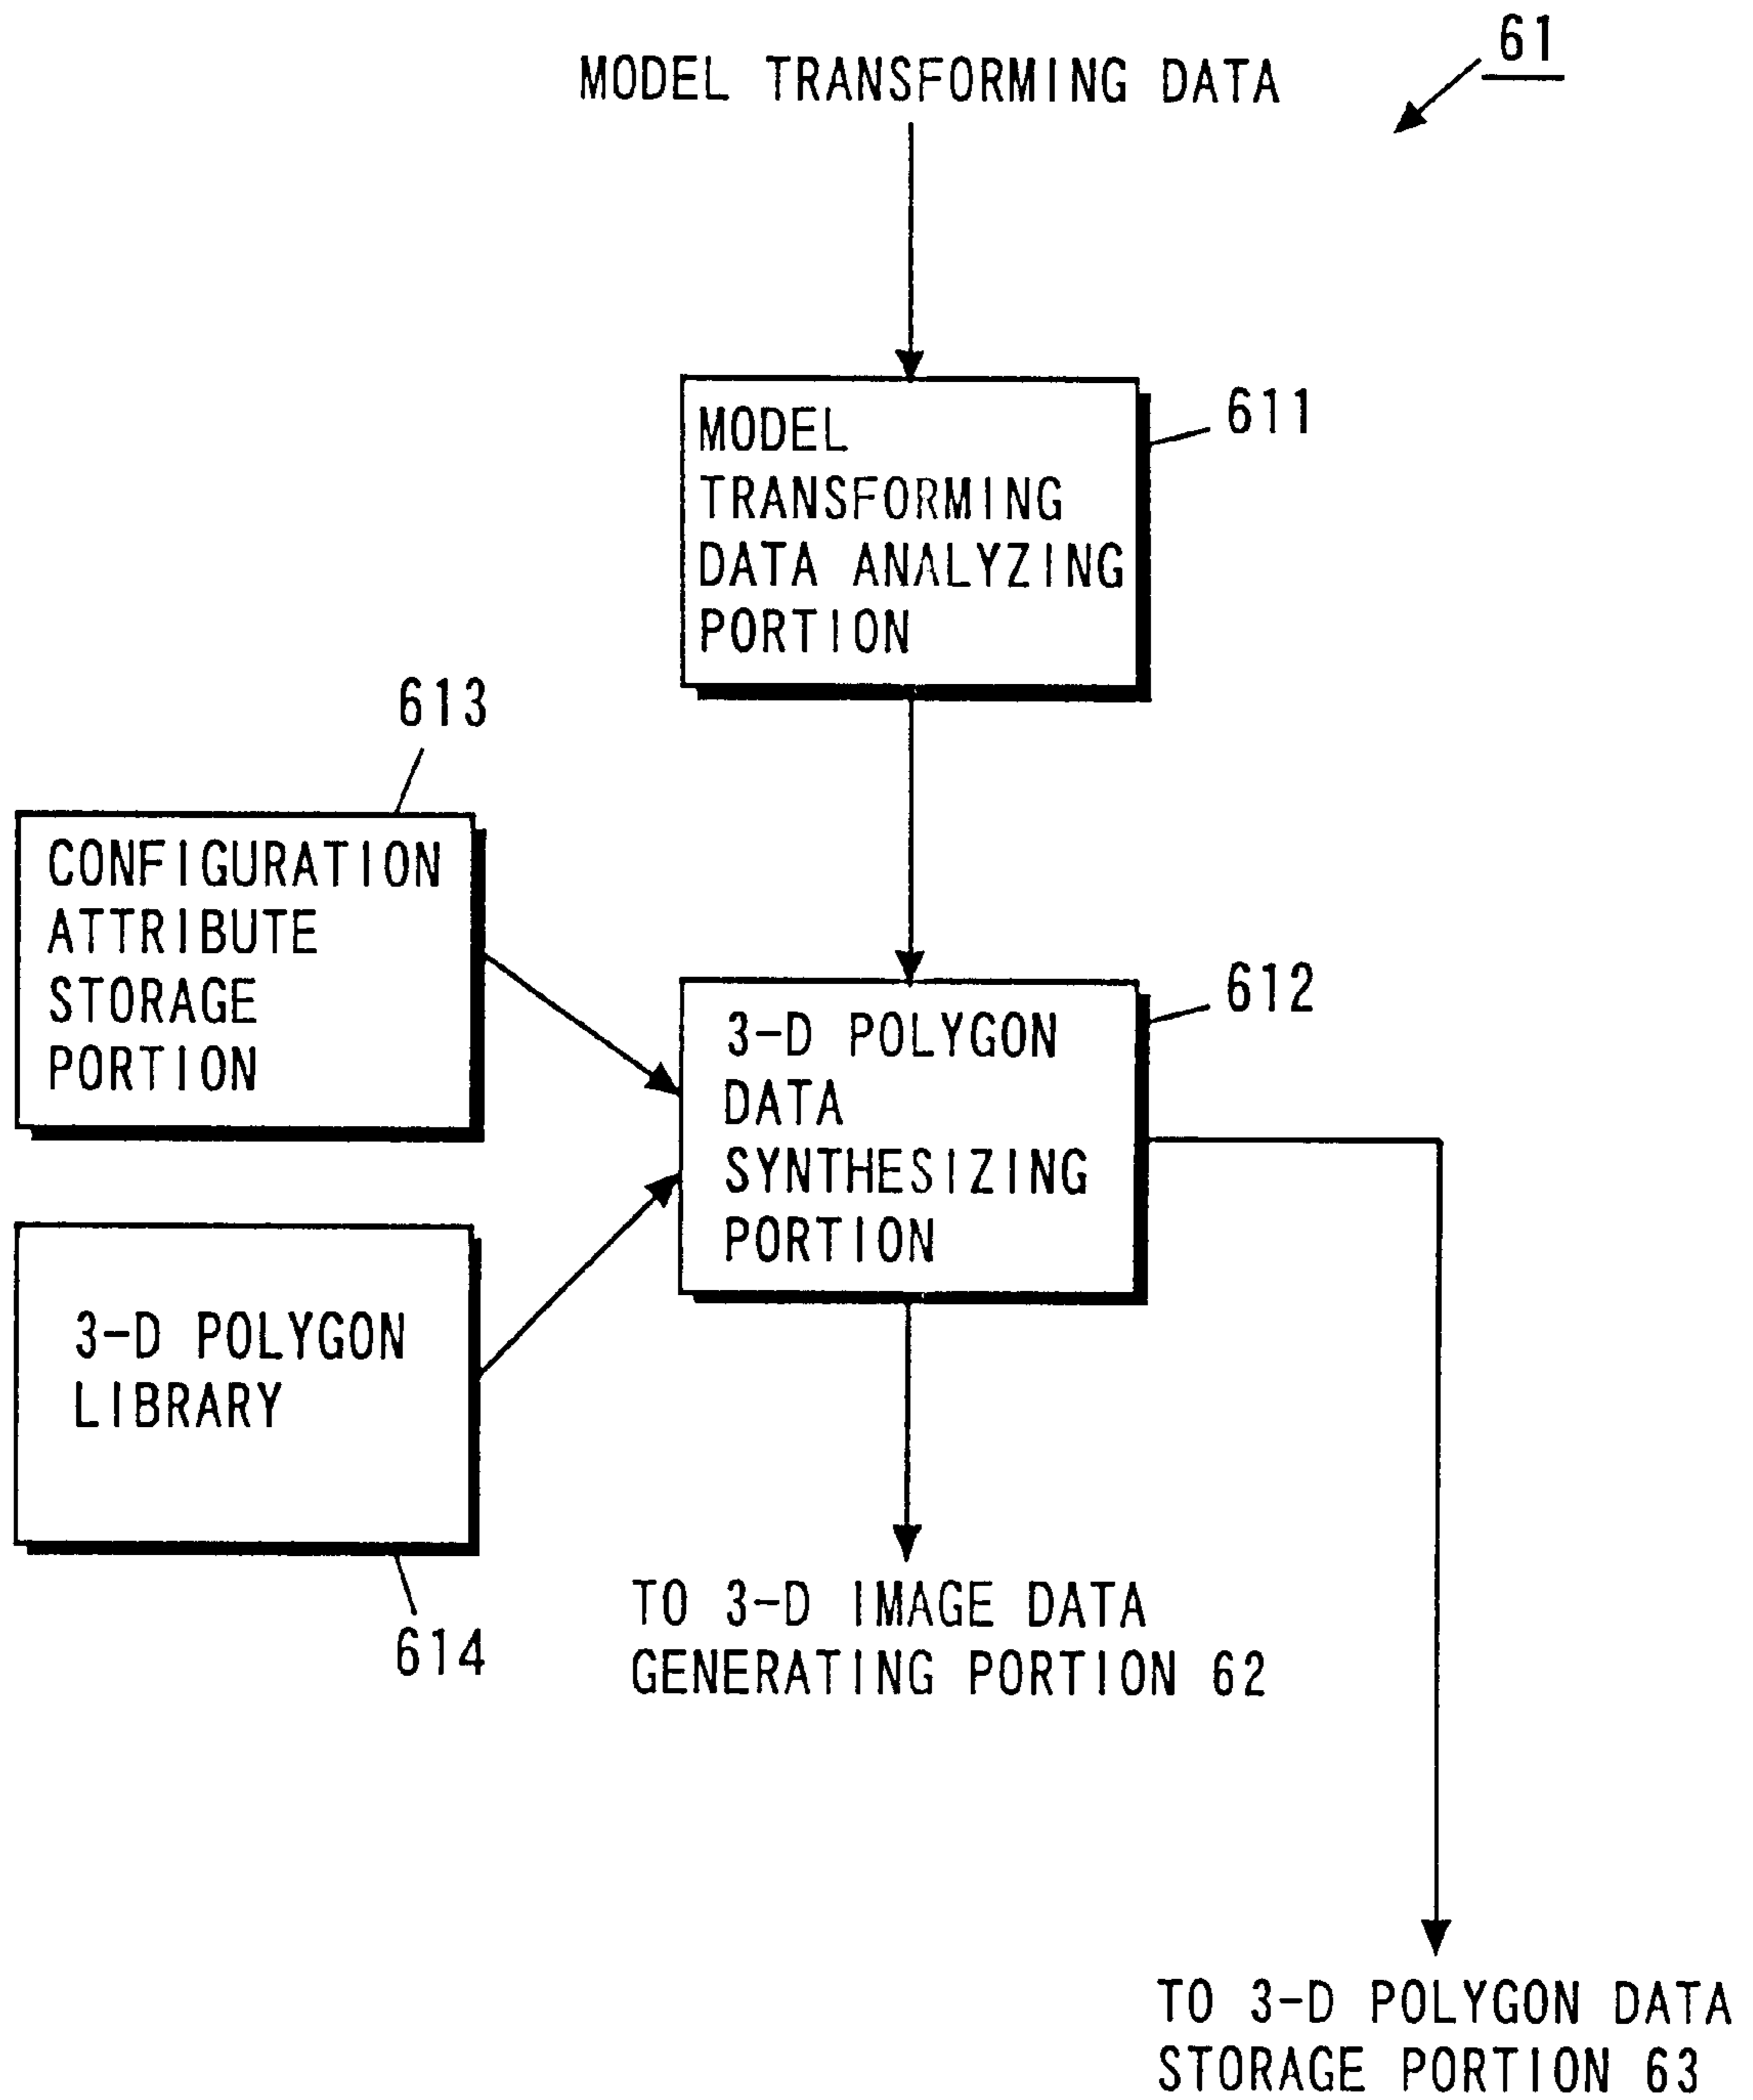 61
MODEL TRANSFORMING DATA
611
MODEL
TRANSFORMING
DATA ANALYZING
PORTION
613
CONFIGURATION
ATTRIBUTE
STORAGE
PORTION
612
3-D POLYGON
DATA
SYNTHESIZING
PORTION
3-D POLYGON
LIBRARY
614
TO 3-D IMAGE DATA
GENERATING PORTION 62
TO 3-D POLYGON DATA
STORAGE PORTION 63